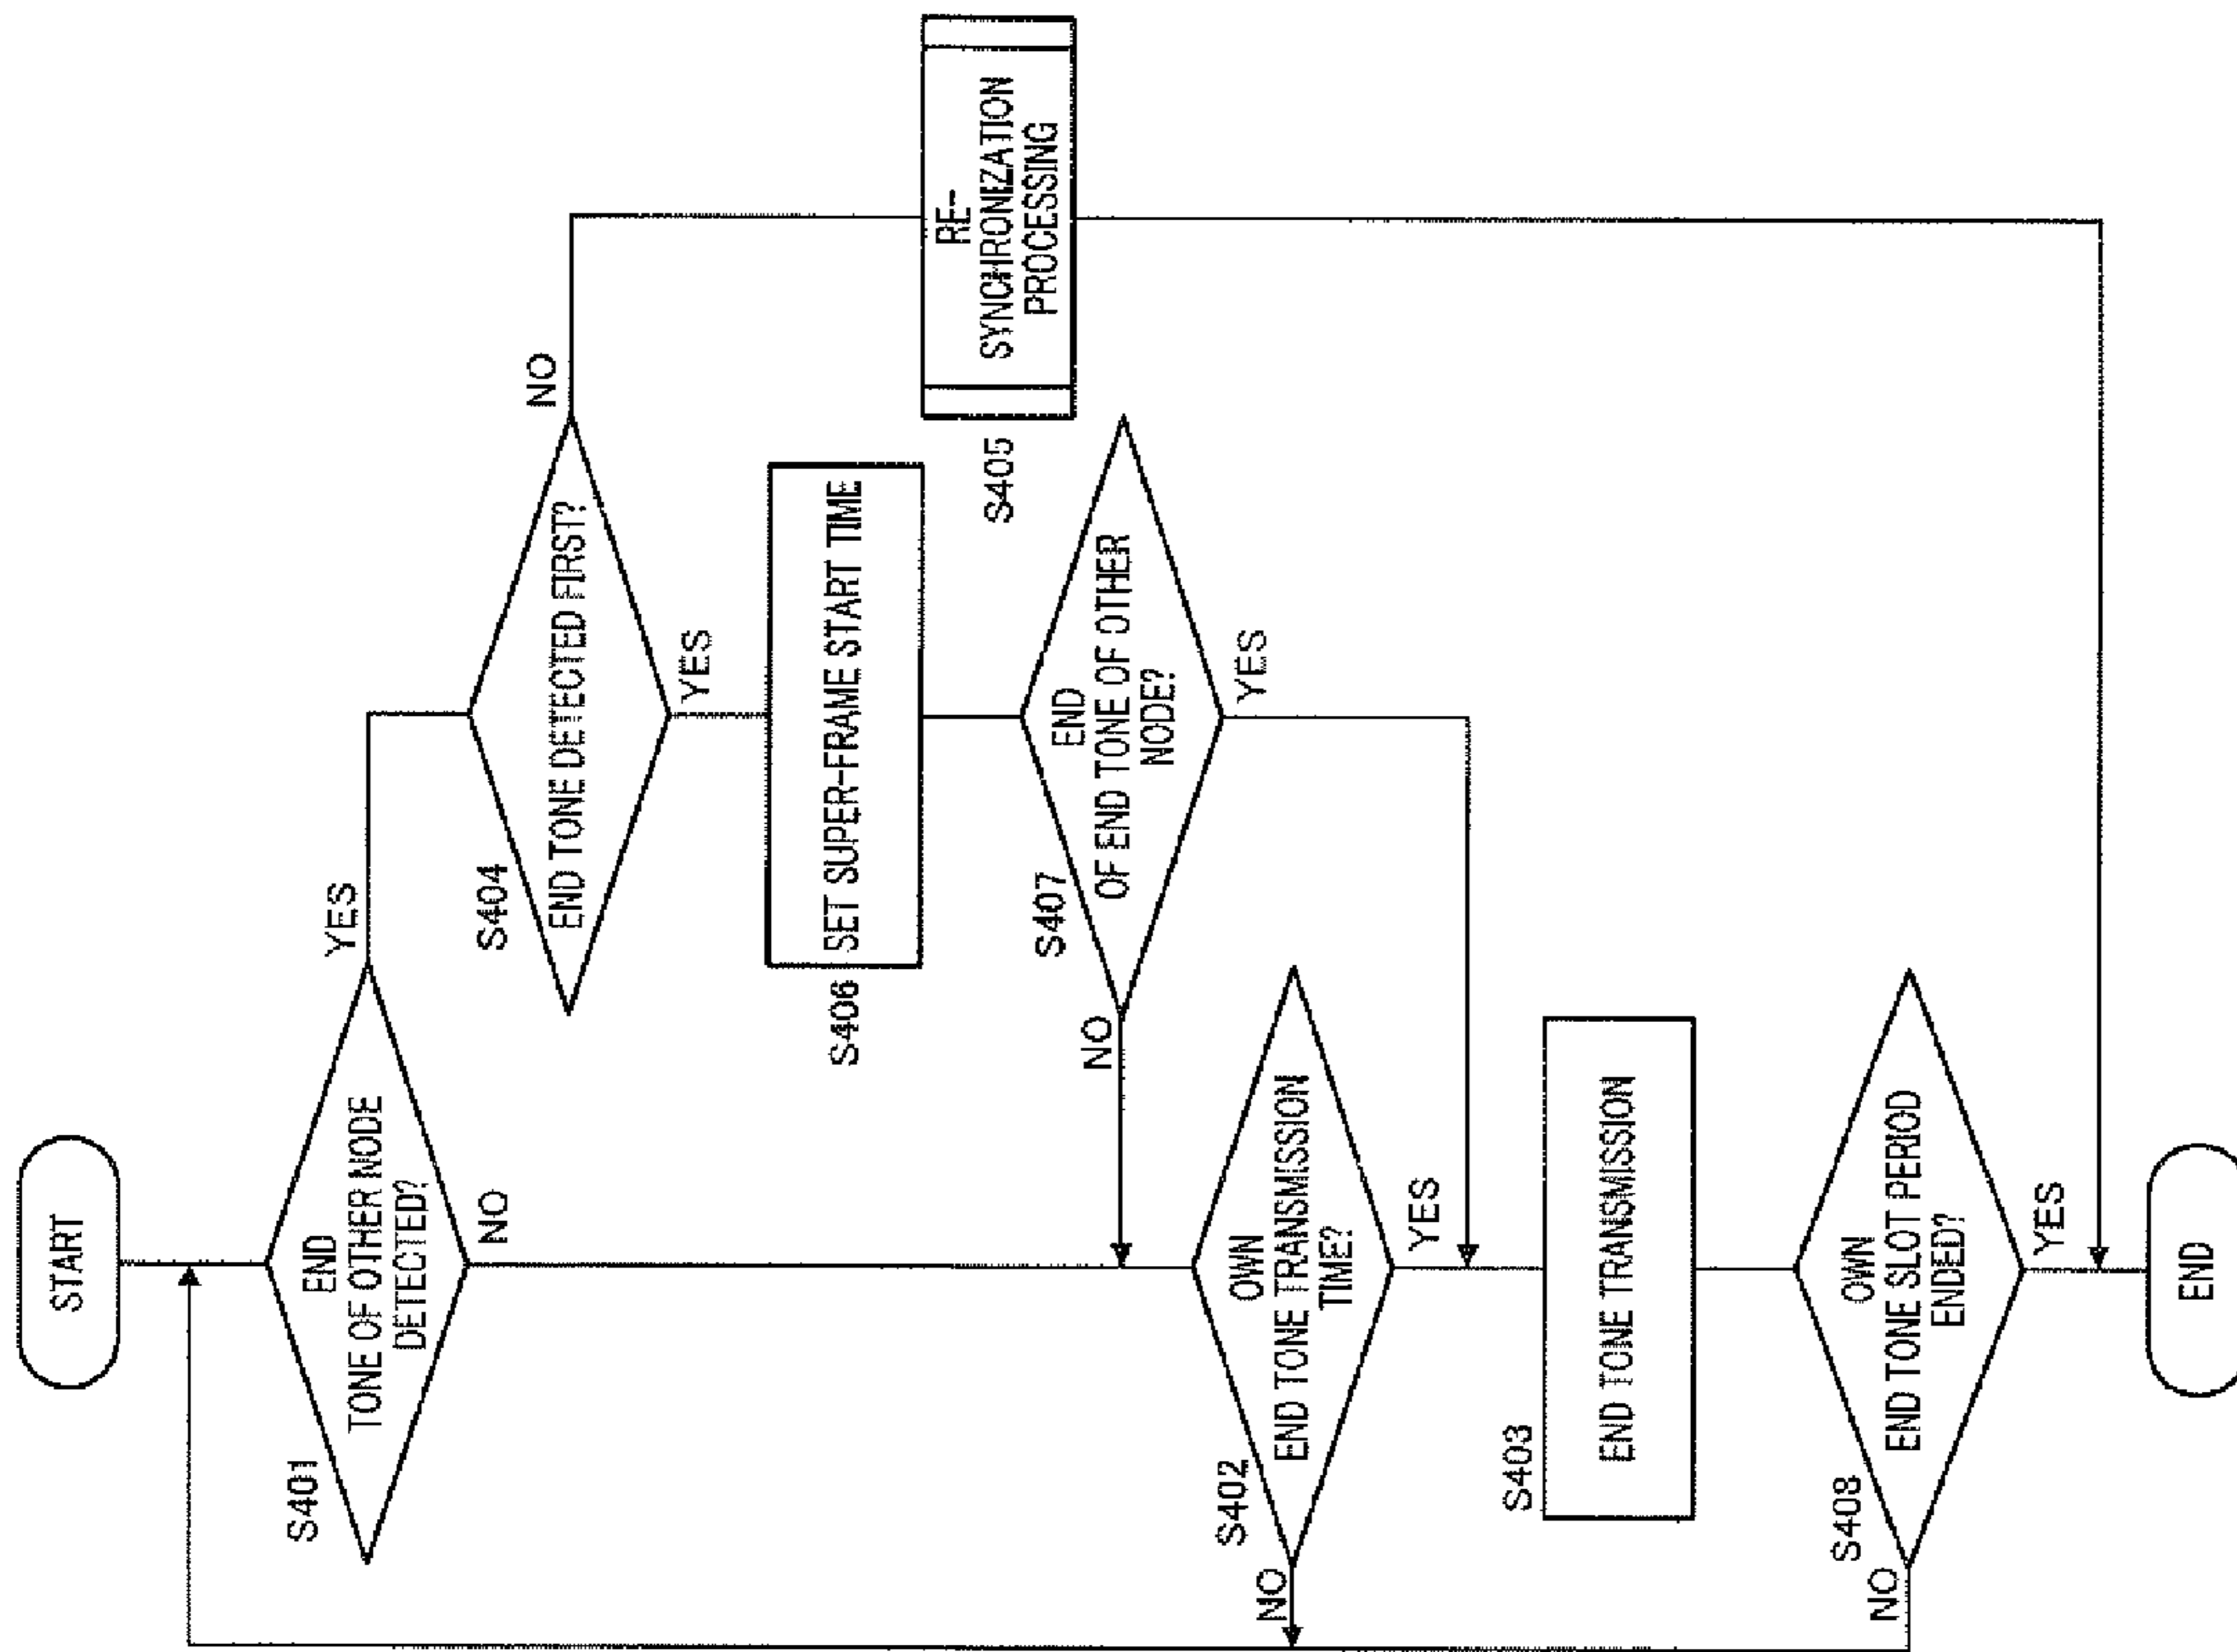 START
S401
END
TONE OF OTHER NODE
DETECTED?
YES
NO
S404
END TONE DETECTED FIRST?
NO
YES
S406
SET SUPER-FRAME START TIME
S405
RE-
SYNCHRONIZATION
PROCESSING
S407
END
OF END TONE OF OTHER
NODE?
NO
YES
S402
OWN
END TONE TRANSMISSION
TIME?
NO
YES
S403
END TONE TRANSMISSION
S408
OWN
END TONE SLOT PERIOD
ENDED?
NO
YES
END